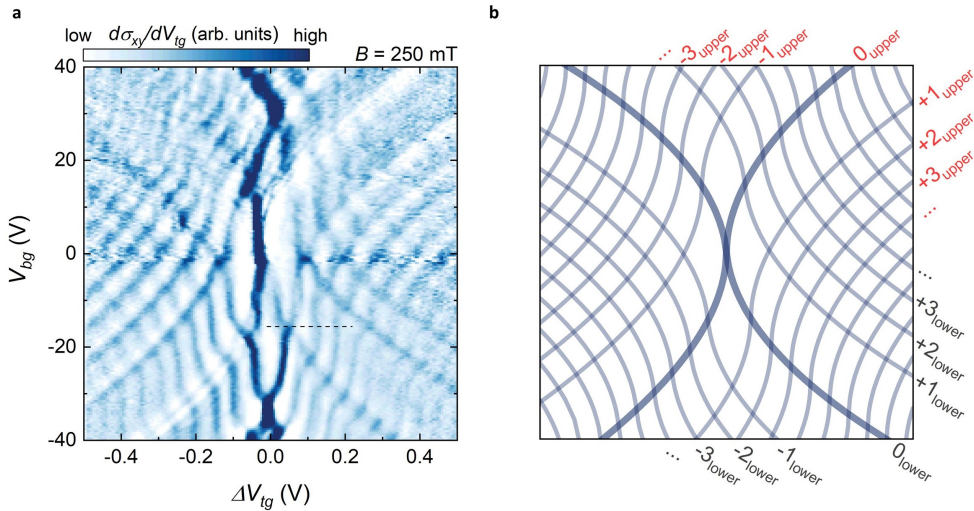 a
low dσxy/dVtg (arb. units) high
B = 250 mT
40
20
0
-20
-40
Vbg (V)
-0.4 -0.2 0.0 0.2 0.4
ΔVtg (V)
b
... -3upper -2upper -1upper 0upper
+1upper
+2upper
+3upper
...
...
+3lower
+2lower
+1lower
... -3lower -2lower -1lower 0lower